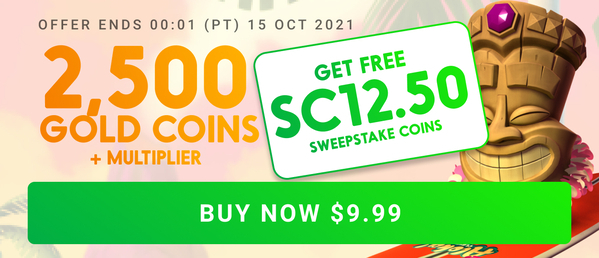 OFFER ENDS 00:01 (PT) 15 OCT 2021
2,500
GOLD COINS
+ MULTIPLIER
GET FREE
SC12.50
SWEEPSTAKE COINS
BUY NOW $9.99